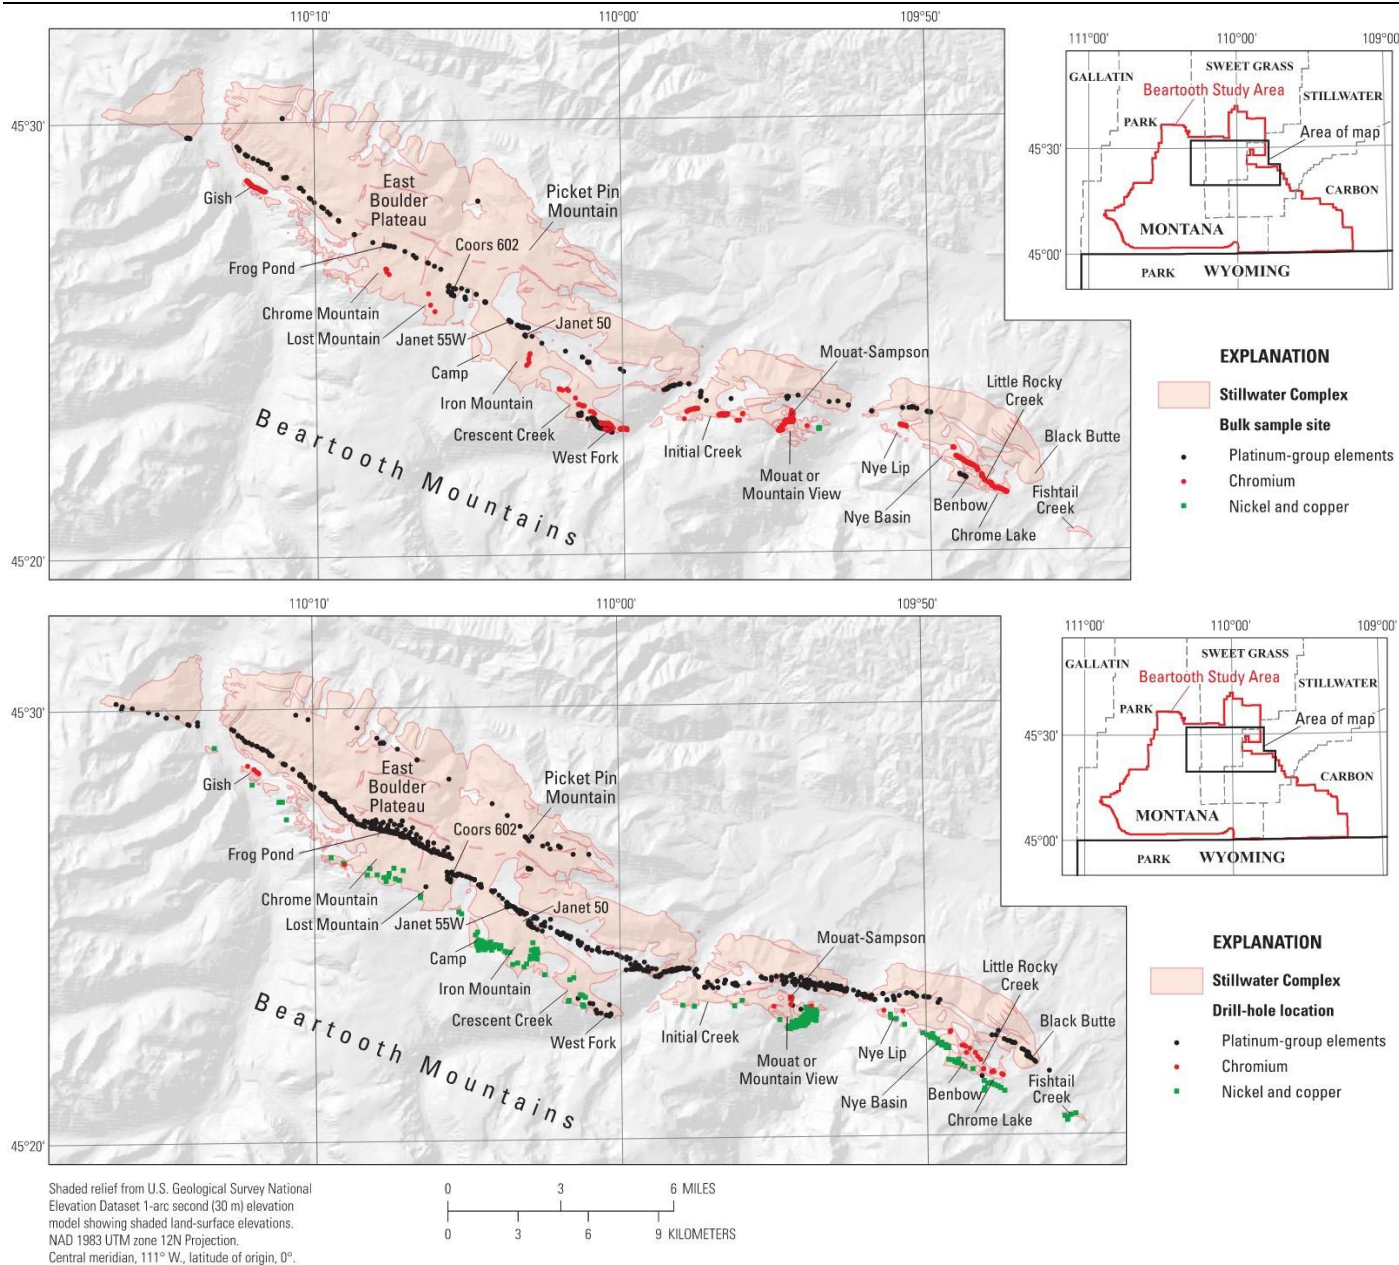 110°10'
110°00'
109°50'
45°30'
45°20'
Gish
East
Boulder
Plateau
Picket Pin
Mountain
Coors 602
Frog Pond
Chrome Mountain
Lost Mountain
Janet 55W
Janet 50
Camp
Iron Mountain
Crescent Creek
West Fork
Initial Creek
Mouat-Sampson
Mouat or
Mountain View
Little Rocky
Creek
Black Butte
Nye Lip
Nye Basin
Benbow
Chrome Lake
Fishtail
Creek
Beartooth Mountains
111°00'
110°00'
109°00'
GALLATIN
SWEET GRASS
Beartooth Study Area
STILLWATER
PARK
Area of map
45°30'
CARBON
MONTANA
45°00'
PARK
WYOMING
EXPLANATION
Stillwater Complex
Bulk sample site
Platinum-group elements
Chromium
Nickel and copper
110°10'
110°00'
109°50'
45°30'
45°20'
Gish
East
Boulder
Plateau
Picket Pin
Mountain
Coors 602
Frog Pond
Chrome Mountain
Lost Mountain
Janet 55W
Janet 50
Camp
Iron Mountain
Crescent Creek
West Fork
Initial Creek
Mouat-Sampson
Mouat or
Mountain View
Little Rocky
Creek
Black Butte
Nye Lip
Nye Basin
Benbow
Chrome Lake
Fishtail
Creek
Beartooth Mountains
111°00'
110°00'
109°00'
GALLATIN
SWEET GRASS
Beartooth Study Area
STILLWATER
PARK
Area of map
45°30'
CARBON
MONTANA
45°00'
PARK
WYOMING
EXPLANATION
Stillwater Complex
Drill-hole location
Platinum-group elements
Chromium
Nickel and copper
Shaded relief from U.S. Geological Survey National
Elevation Dataset 1-arc second (30 m) elevation
model showing shaded land-surface elevations.
NAD 1983 UTM zone 12N Projection.
Central meridian, 111° W., latitude of origin, 0°.
0 3 6 MILES
0 3 6 9 KILOMETERS